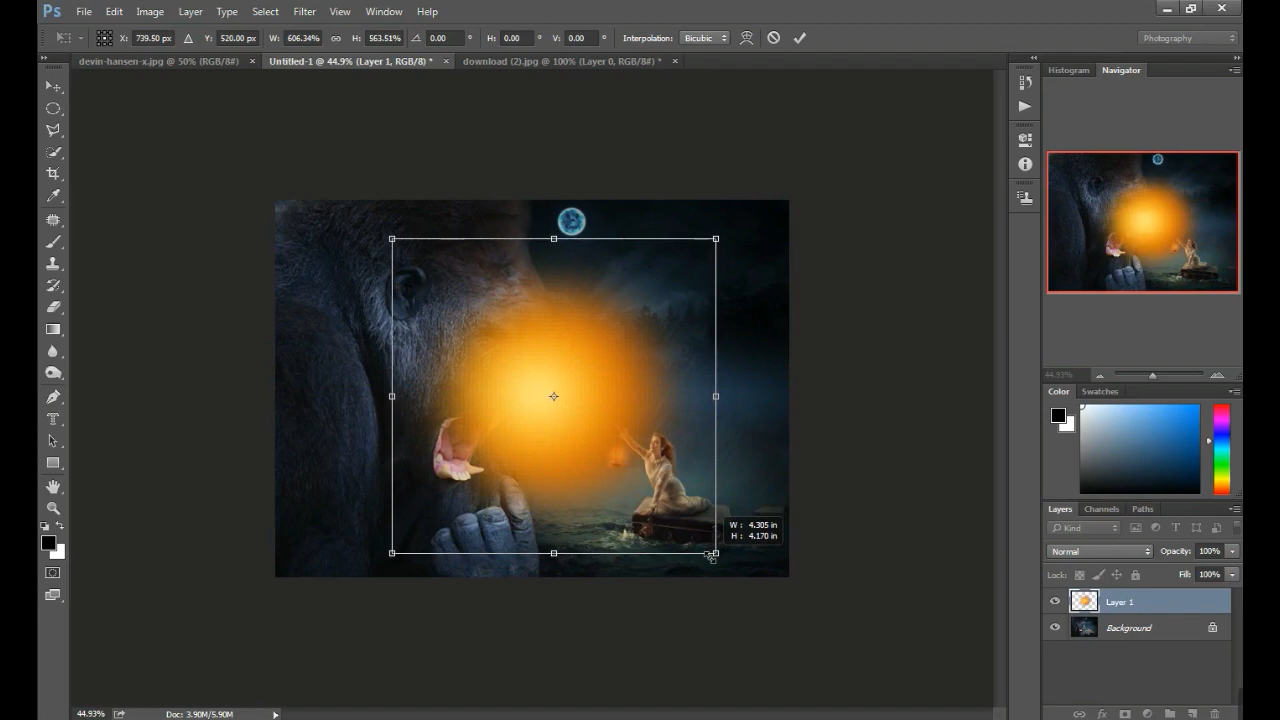 Ps File Edit Image Layer Type Select Filter View Window Help
X: 739.50 px Y: 520.00 px W: 606.34% H: 563.51% 0.00 ° H: 0.00 ° V: 0.00 ° Interpolation: Bicubic Photography
devin-hansen-x.jpg @ 50% (RGB/8#) × Untitled-1 @ 44.9% (Layer 1, RGB/8) * × download (2).jpg @ 100% (Layer 0, RGB/8#) * ×
Histogram Navigator
44.93%
Color Swatches
Layers Channels Paths
Kind
Normal Opacity: 100%
Lock: Fill: 100%
Layer 1
Background
W: 4.305 in
H: 4.170 in
44.93% Doc: 3.90M/5.90M